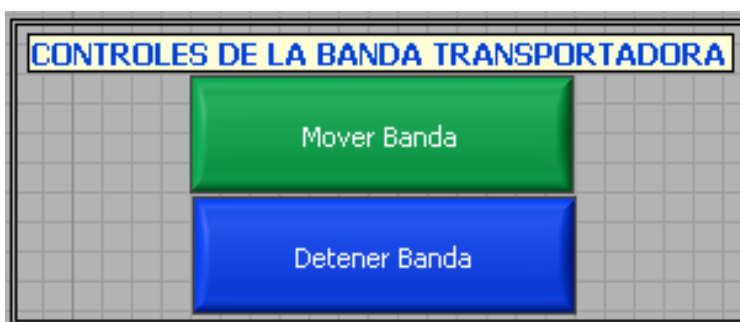 CONTROLES DE LA BANDA TRANSPORTADORA
Mover Banda
Detener Banda